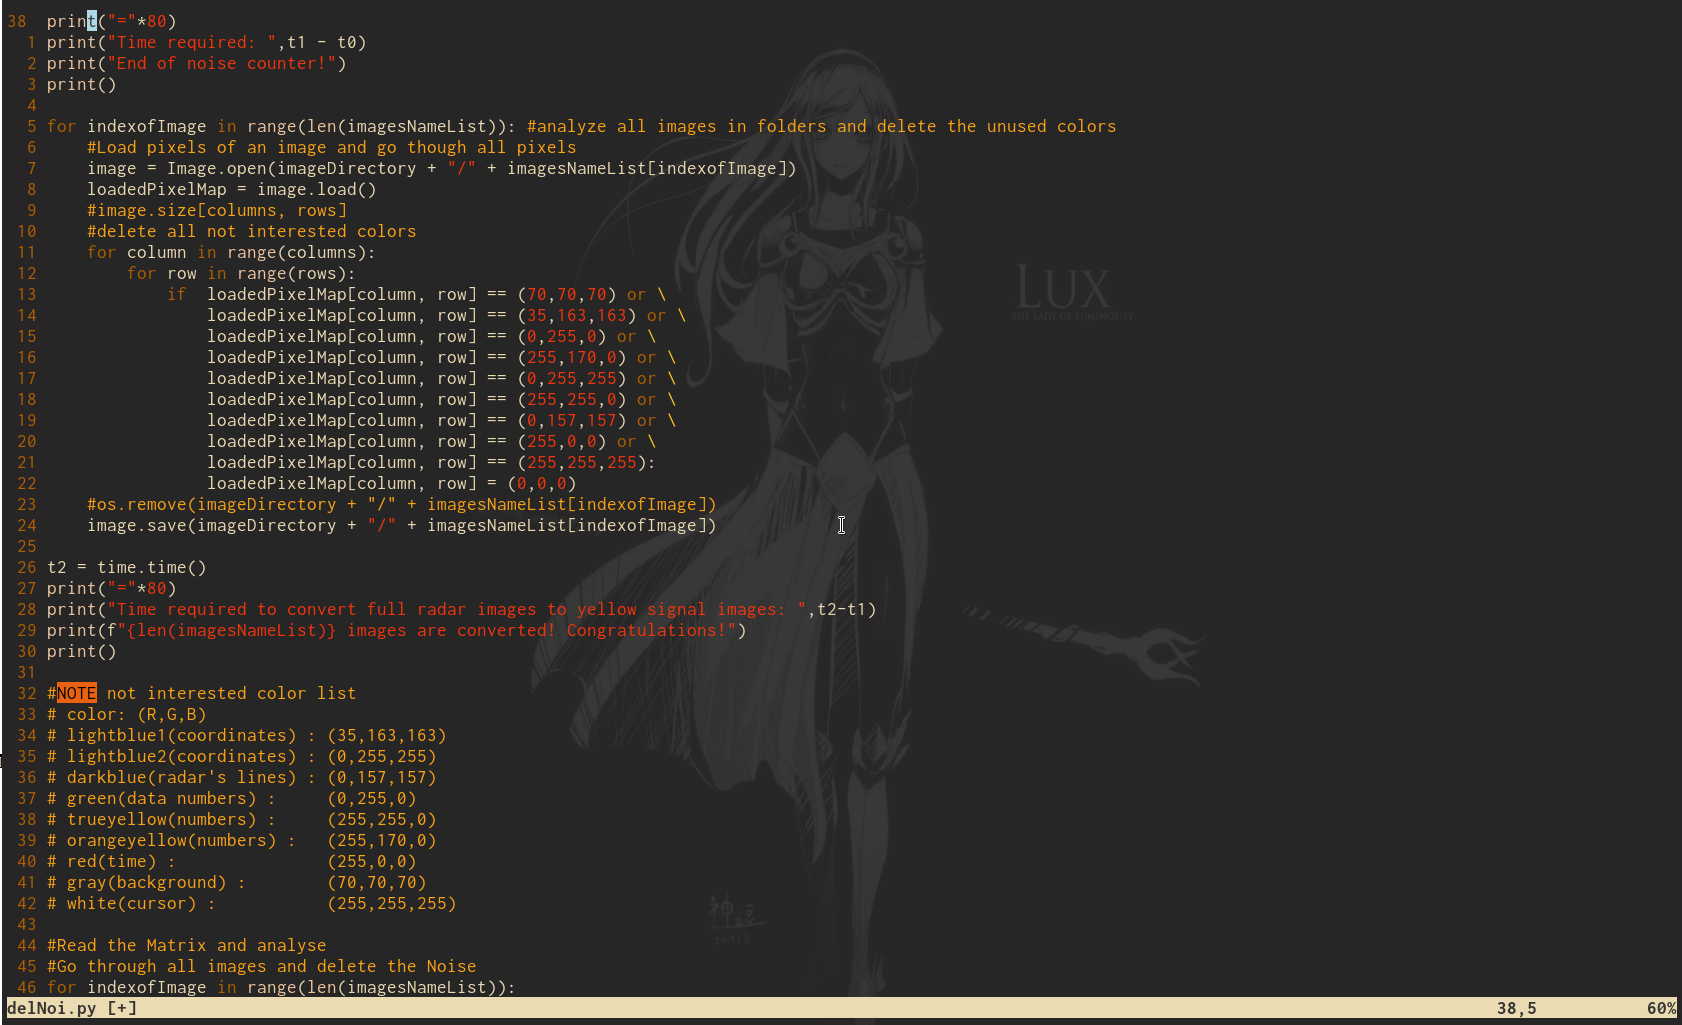 38  print("="*80)
  1 print("Time required: ",t1 - t0)
  2 print("End of noise counter!")
  3 print()
  4
  5 for indexofImage in range(len(imagesNameList)): #analyze all images in folders and delete the unused colors
  6     #Load pixels of an image and go though all pixels
  7     image = Image.open(imageDirectory + "/" + imagesNameList[indexofImage])
  8     loadedPixelMap = image.load()
  9     #image.size[columns, rows]
 10     #delete all not interested colors
 11     for column in range(columns):
 12         for row in range(rows):
 13             if  loadedPixelMap[column, row] == (70,70,70) or \
 14                 loadedPixelMap[column, row] == (35,163,163) or \
 15                 loadedPixelMap[column, row] == (0,255,0) or \
 16                 loadedPixelMap[column, row] == (255,170,0) or \
 17                 loadedPixelMap[column, row] == (0,255,255) or \
 18                 loadedPixelMap[column, row] == (255,255,0) or \
 19                 loadedPixelMap[column, row] == (0,157,157) or \
 20                 loadedPixelMap[column, row] == (255,0,0) or \
 21                 loadedPixelMap[column, row] == (255,255,255):
 22                 loadedPixelMap[column, row] = (0,0,0)
 23     #os.remove(imageDirectory + "/" + imagesNameList[indexofImage])
 24     image.save(imageDirectory + "/" + imagesNameList[indexofImage])
 25
 26 t2 = time.time()
 27 print("="*80)
 28 print("Time required to convert full radar images to yellow signal images: ",t2-t1)
 29 print(f"{len(imagesNameList)} images are converted! Congratulations!")
 30 print()
 31
 32 #NOTE not interested color list
 33 # color: (R,G,B)
 34 # lightblue1(coordinates) : (35,163,163)
 35 # lightblue2(coordinates) : (0,255,255)
 36 # darkblue(radar's lines) : (0,157,157)
 37 # green(data numbers) :     (0,255,0)
 38 # trueyellow(numbers) :     (255,255,0)
 39 # orangeyellow(numbers) :   (255,170,0)
 40 # red(time) :               (255,0,0)
 41 # gray(background) :        (70,70,70)
 42 # white(cursor) :           (255,255,255)
 43
 44 #Read the Matrix and analyse
 45 #Go through all images and delete the Noise
 46 for indexofImage in range(len(imagesNameList)):
delNoi.py [+] 38,5 60%
LUX
THE LADY OF LUMINOSITY